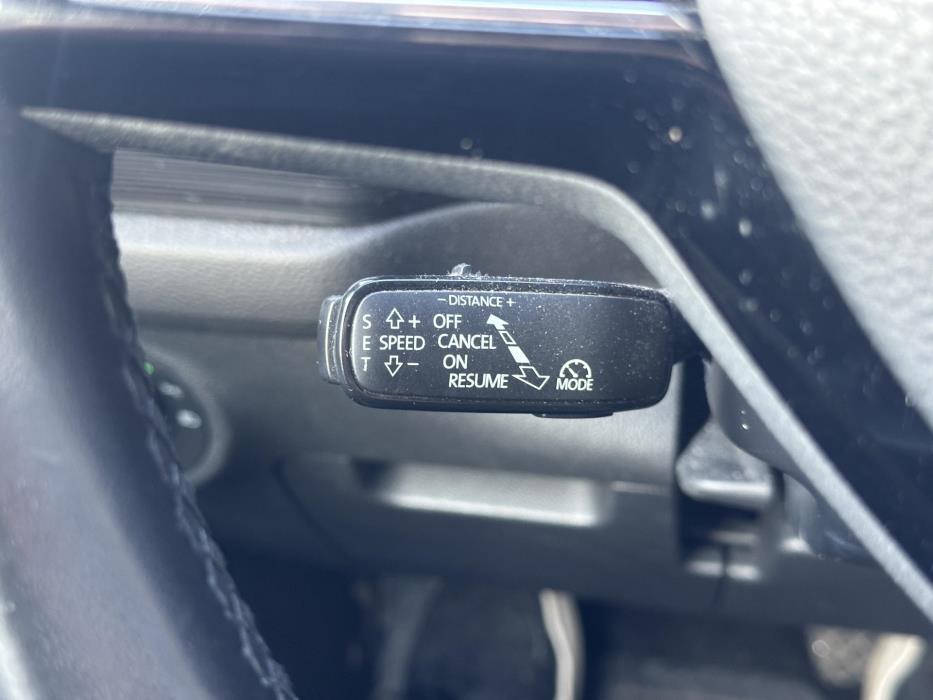 − DISTANCE +
S + OFF
E SPEED CANCEL
T − ON
RESUME MODE